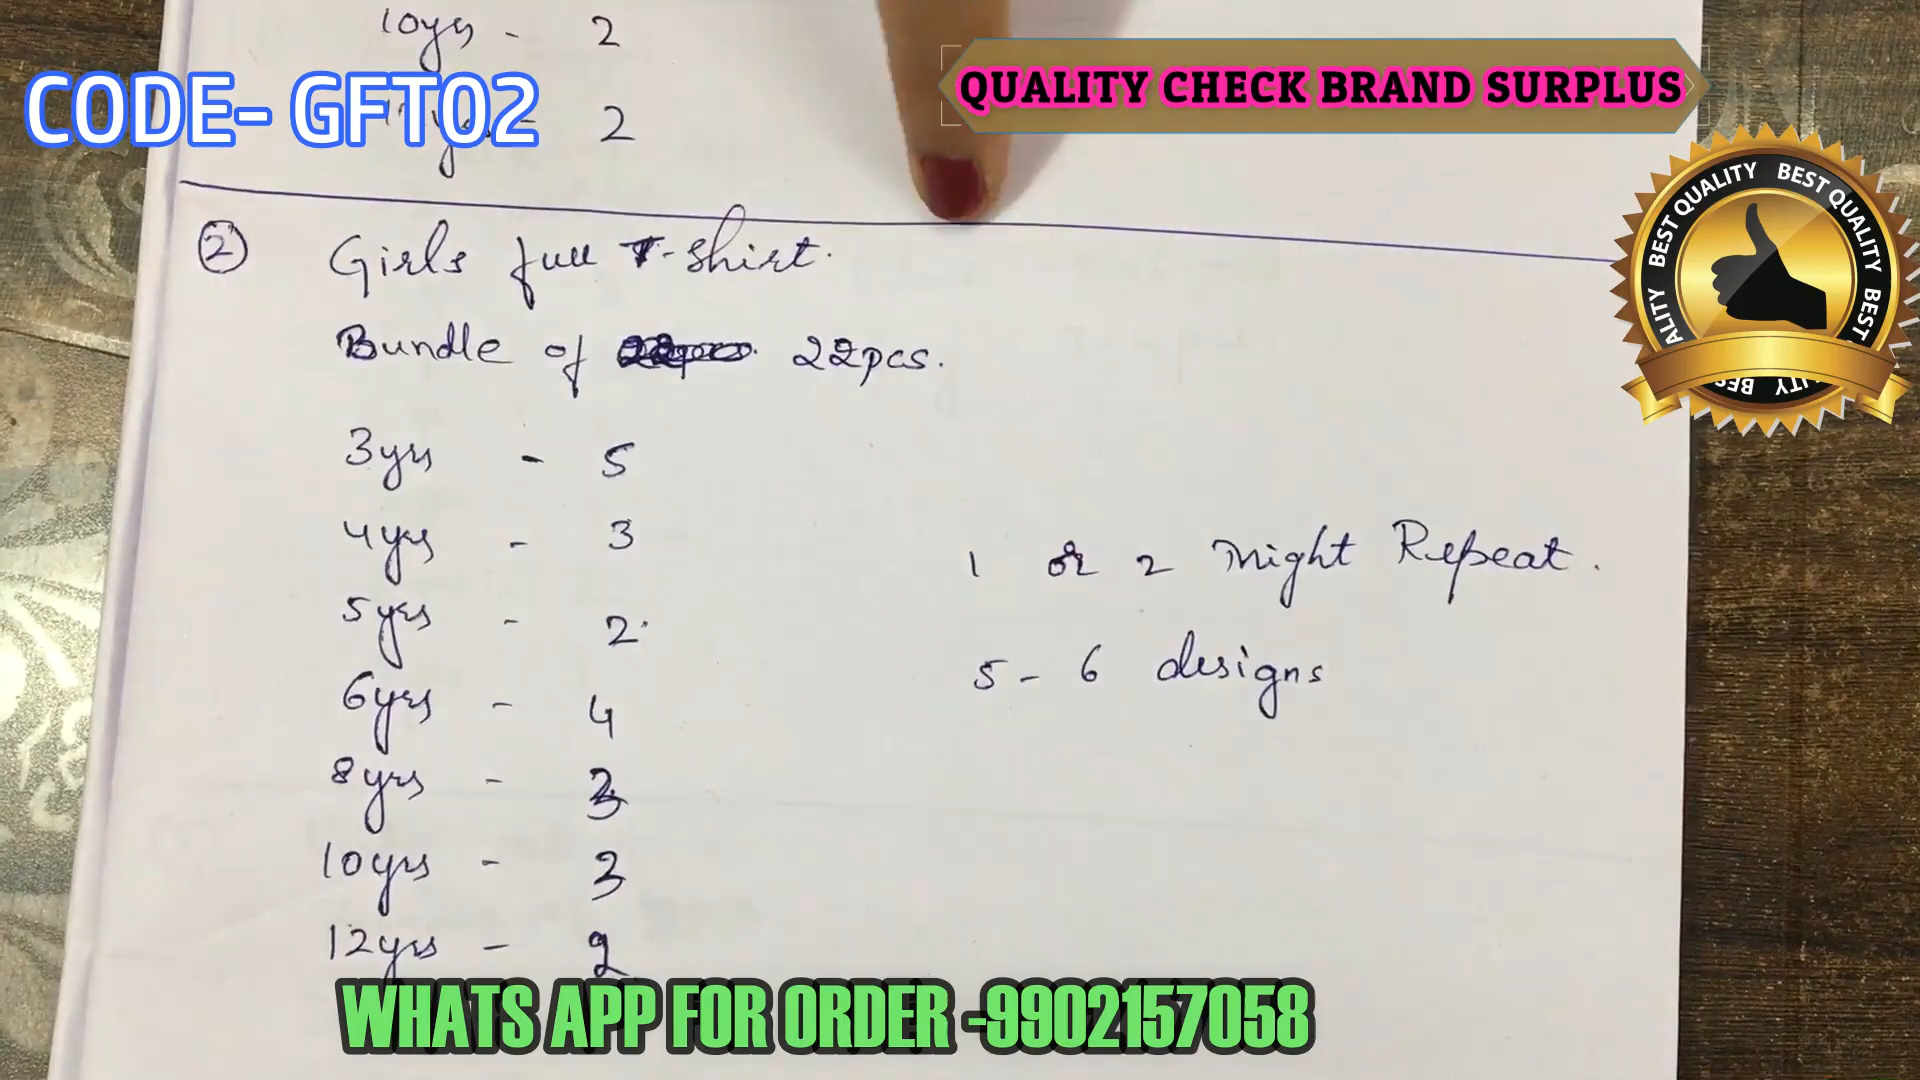 10yrs - 2
CODE- GFT02
2
QUALITY CHECK BRAND SURPLUS
BEST QUALITY BEST QUALITY BEST
② Girls full T-shirt.
Bundle of 22pcs.
3yrs - 5
4yrs - 3
5yrs - 2
6yrs - 4
8yrs - 3
10yrs - 3
12yrs - 2
1 or 2 might Repeat.
5 - 6 designs
WHATS APP FOR ORDER -9902157058